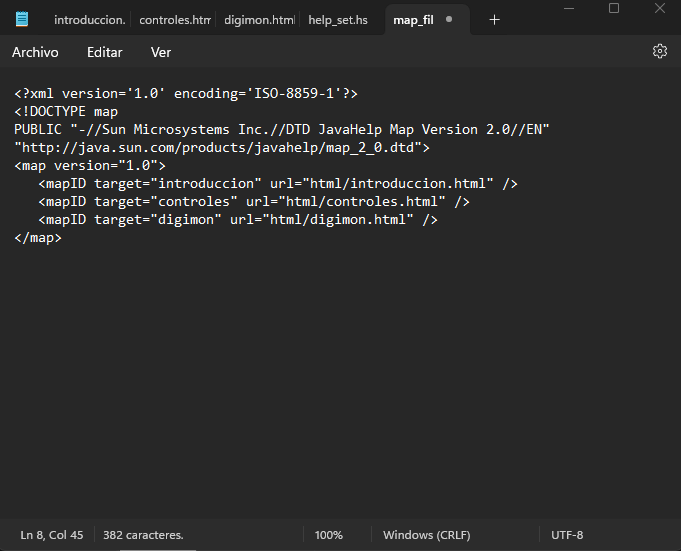 introduccion. controles.htm digimon.html help_set.hs map_fil
Archivo Editar Ver
<?xml version='1.0' encoding='ISO-8859-1'?>
<!DOCTYPE map
PUBLIC "-//Sun Microsystems Inc.//DTD JavaHelp Map Version 2.0//EN"
"http://java.sun.com/products/javahelp/map_2_0.dtd">
<map version="1.0">
   <mapID target="introduccion" url="html/introduccion.html" />
   <mapID target="controles" url="html/controles.html" />
   <mapID target="digimon" url="html/digimon.html" />
</map>
Ln 8, Col 45 382 caracteres. 100% Windows (CRLF) UTF-8